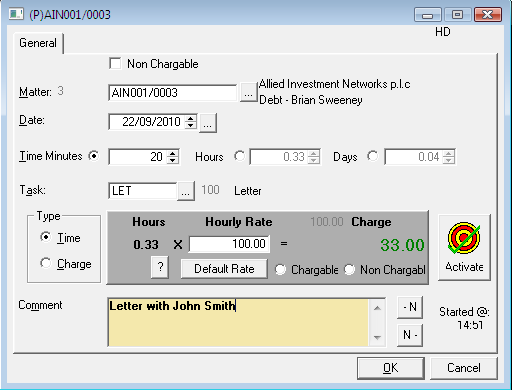 (P)AIN001/0003
HD
General
Non Chargable
Matter: 3 AIN001/0003 ... Allied Investment Networks p.l.c
Debt - Brian Sweeney
Date: 22/09/2010 ...
Time Minutes 20 Hours 0.33 Days 0.04
Task: LET ... 100 Letter
Type Hours Hourly Rate 100.00 Charge
Time 0.33 X 100.00 = 33.00
Charge ? Default Rate Chargable Non Chargabl
Activate
Comment Letter with John Smith - N Started @:
14:51
N -
OK Cancel